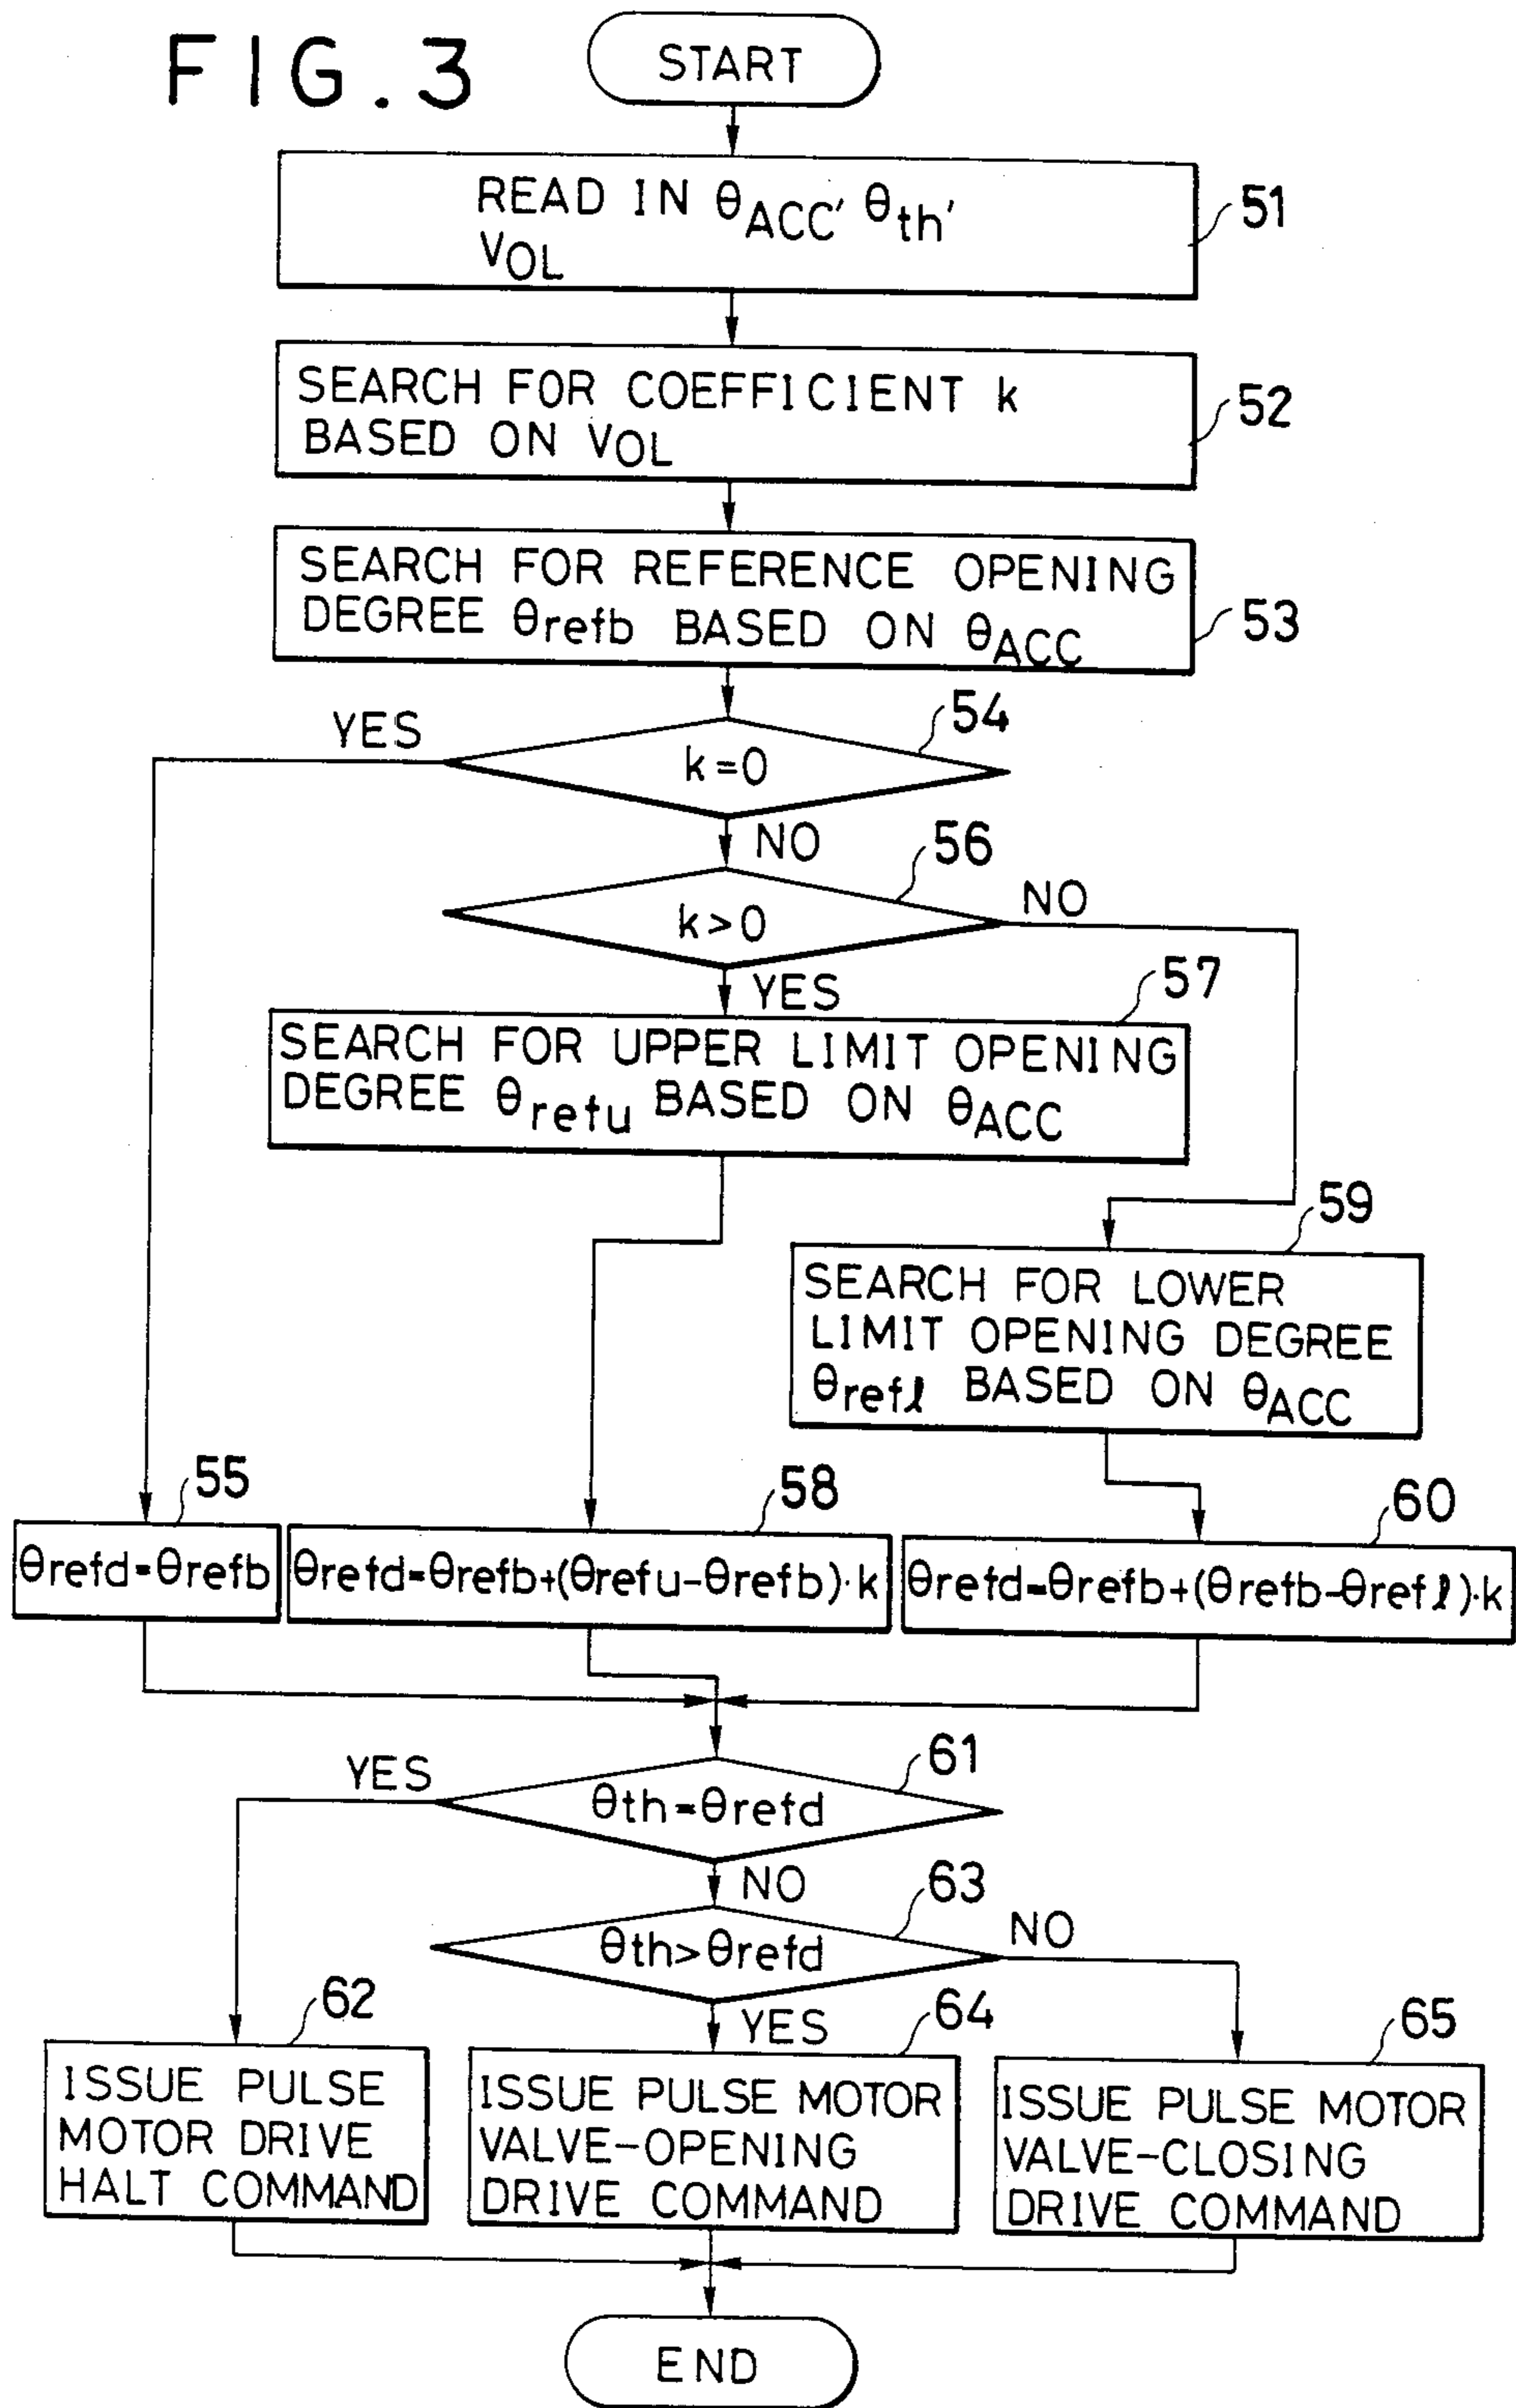 FIG. 3
START
READ IN θACC, θth,
VOL
51
SEARCH FOR COEFFICIENT k
BASED ON VOL
52
SEARCH FOR REFERENCE OPENING
DEGREE θrefb BASED ON θACC
53
54
YES
k=0
NO
56
k>0
NO
YES
57
SEARCH FOR UPPER LIMIT OPENING
DEGREE θrefu BASED ON θACC
59
SEARCH FOR LOWER
LIMIT OPENING DEGREE
θrefl BASED ON θACC
55
θrefd=θrefb
58
θrefd=θrefb+(θrefu-θrefb)·k
60
θrefd=θrefb+(θrefb-θrefl)·k
61
YES
θth=θrefd
NO
63
θth>θrefd
NO
YES
62
ISSUE PULSE
MOTOR DRIVE
HALT COMMAND
64
ISSUE PULSE MOTOR
VALVE-OPENING
DRIVE COMMAND
65
ISSUE PULSE MOTOR
VALVE-CLOSING
DRIVE COMMAND
END